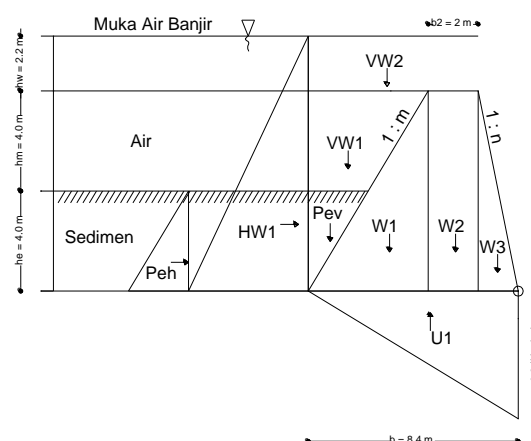 Muka Air Banjir
b2 = 2 m
hw = 2.2 m
VW2
1 : m
1 : n
hm = 4.0 m
Air
VW1
Sedimen
he = 4.0 m
Peh
HW1
Pev
W1
W2
W3
U1
b = 8.4 m